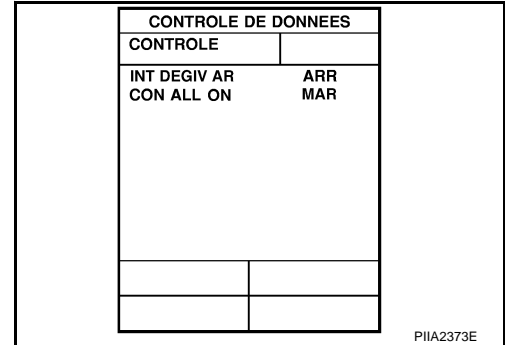 CONTROLE DE DONNEES
CONTROLE
INT DEGIV AR ARR
CON ALL ON MAR
PIIA2373E